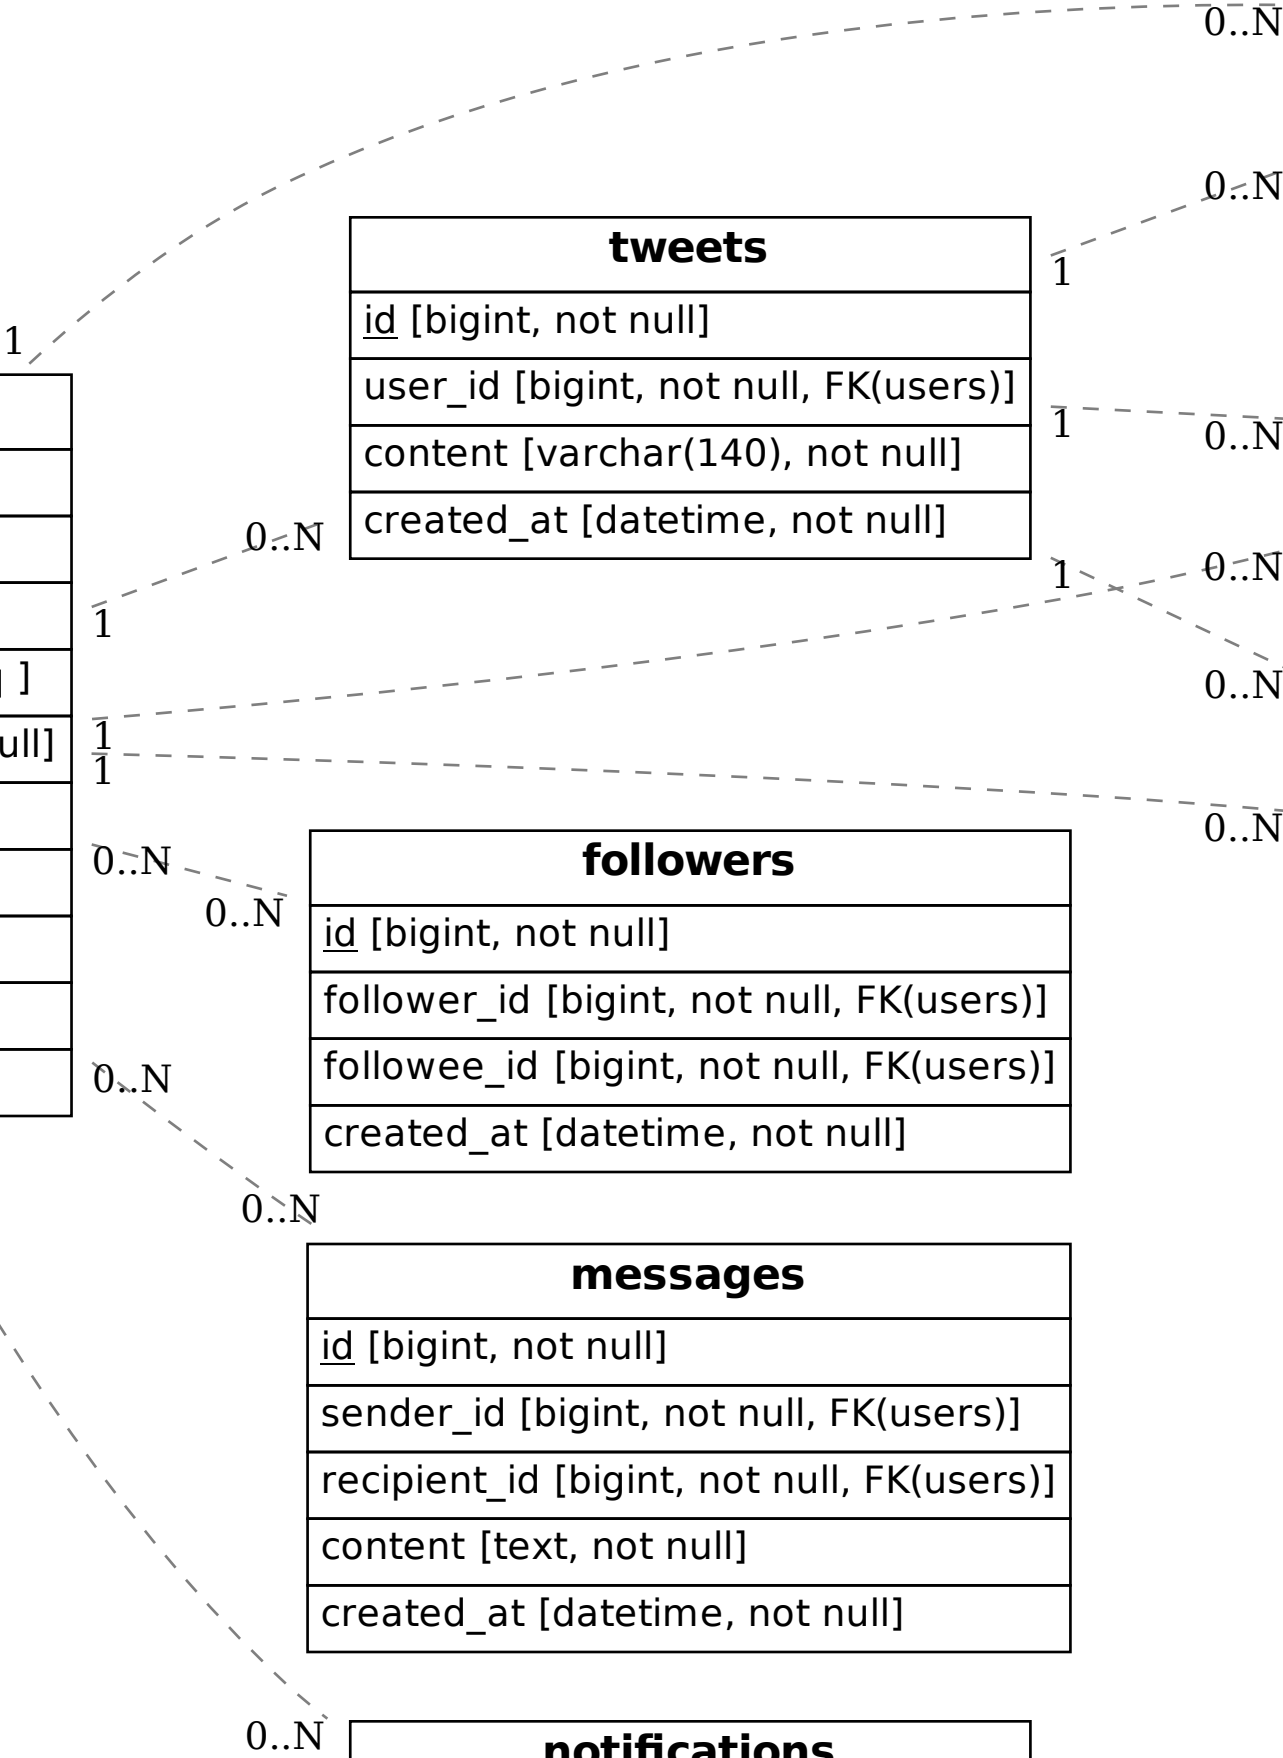 0..N
0..N
tweets
1
id [bigint, not null]
1
user_id [bigint, not null, FK(users)]
1
0..N
content [varchar(140), not null]
created_at [datetime, not null]
0..N
0..N
1
1
]
0..N
ull]
1
1
0..N
0..N
0..N
followers
id [bigint, not null]
follower_id [bigint, not null, FK(users)]
followee_id [bigint, not null, FK(users)]
0..N
created_at [datetime, not null]
0..N
messages
id [bigint, not null]
sender_id [bigint, not null, FK(users)]
recipient_id [bigint, not null, FK(users)]
content [text, not null]
created_at [datetime, not null]
0..N
notifications